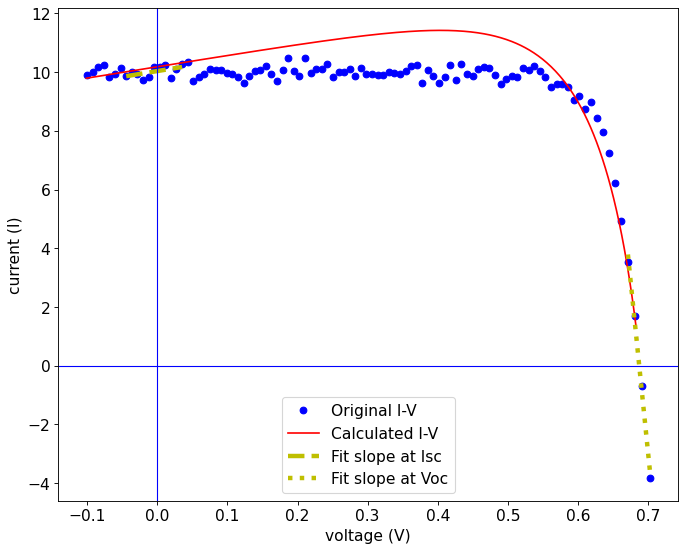 12
10
8
6
4
2
0
−2
−4
current (I)
Original I-V
Calculated I-V
Fit slope at Isc
Fit slope at Voc
−0.1 0.0 0.1 0.2 0.3 0.4 0.5 0.6 0.7
voltage (V)